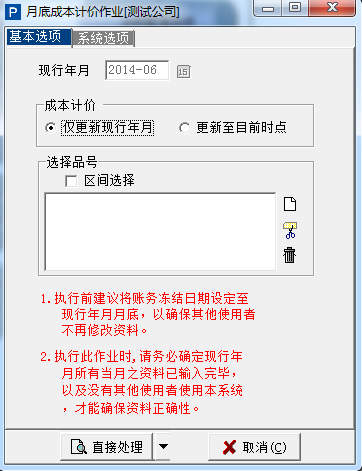 月底成本计价作业[测试公司]
基本选项 系统选项
现行年月 2014-06 15
成本计价
仅更新现行年月 更新至目前时点
选择品号
区间选择
1.执行前建议将账务冻结日期设定至
现行年月月底，以确保其他使用者
不再修改资料。
2.执行此作业时,请务必确定现行年
月所有当月之资料已输入完毕，
以及没有其他使用者使用本系统
，才能确保资料正确性。
直接处理 取消(C)